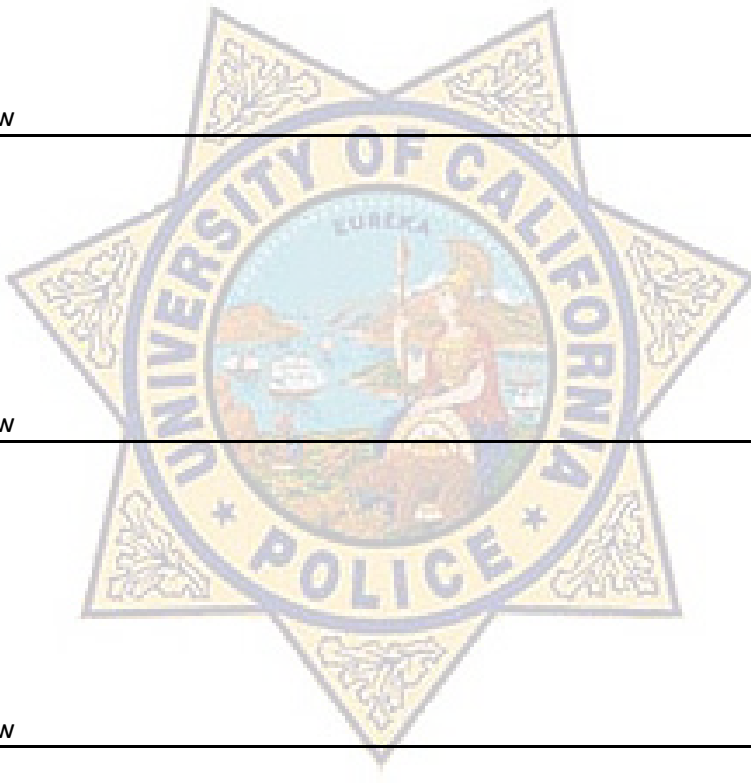 w
UNIVERSITY OF CALIFORNIA
EUREKA
w
POLICE
w